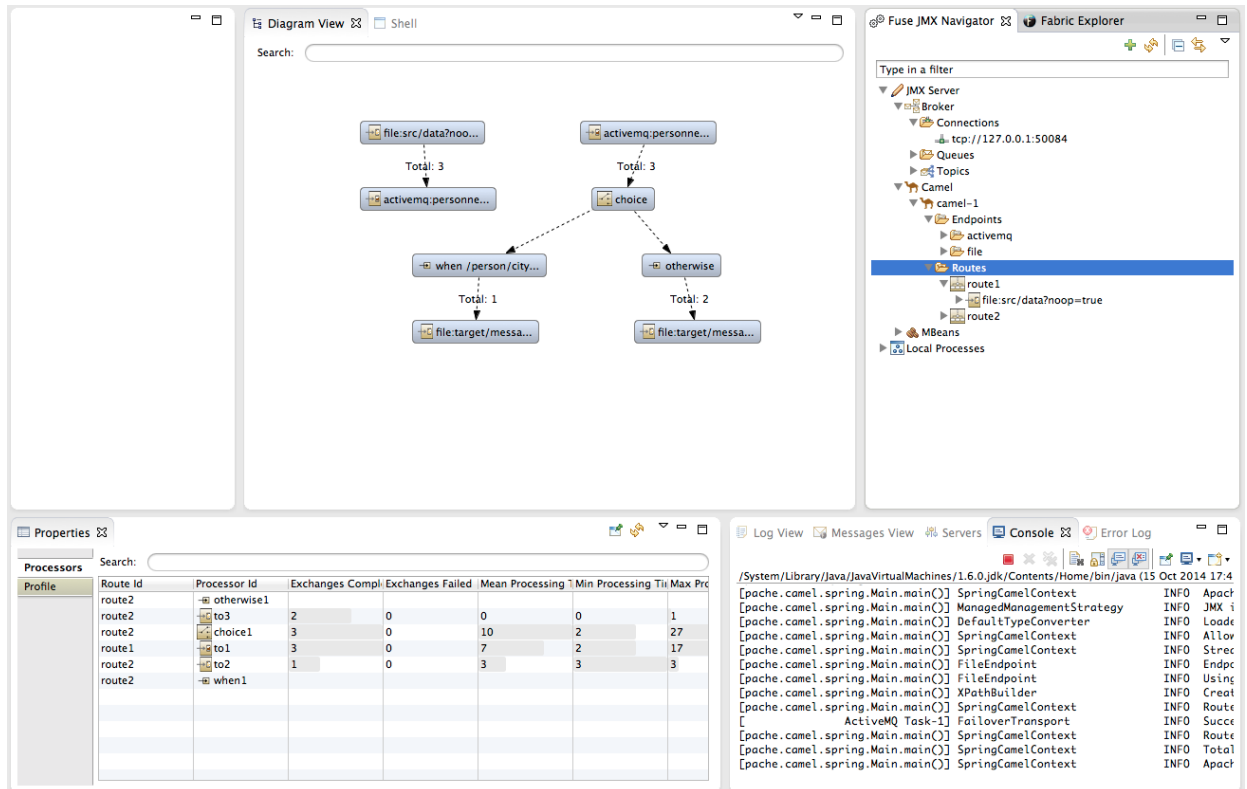 Diagram View
Shell
Search:
file:src/data?noo...
activemq:personne...
Total: 3
Total: 3
activemq:personne...
choice
when /person/city...
otherwise
Total: 1
Total: 2
file:target/messa...
file:target/messa...
Fuse JMX Navigator
Fabric Explorer
Type in a filter
JMX Server
Broker
Connections
tcp://127.0.0.1:50084
Queues
Topics
Camel
camel-1
Endpoints
activemq
file
Routes
route1
file:src/data?noop=true
route2
MBeans
Local Processes
Properties
Processors
Profile
Search:
Route Id Processor Id Exchanges Compl Exchanges Failed Mean Processing T Min Processing Tir Max Pro
route2 otherwise1
route2 to3 2 0 0 0 1
route2 choice1 3 0 10 2 27
route1 to1 3 0 7 2 17
route2 to2 1 0 3 3 3
route2 when1
Log View Messages View Servers Console Error Log
/System/Library/Java/JavaVirtualMachines/1.6.0.jdk/Contents/Home/bin/java (15 Oct 2014 17:4
[pache.camel.spring.Main.main()] SpringCamelContext INFO Apach
[pache.camel.spring.Main.main()] ManagedManagementStrategy INFO JMX i
[pache.camel.spring.Main.main()] DefaultTypeConverter INFO Loade
[pache.camel.spring.Main.main()] SpringCamelContext INFO Allow
[pache.camel.spring.Main.main()] SpringCamelContext INFO Strea
[pache.camel.spring.Main.main()] FileEndpoint INFO Endpo
[pache.camel.spring.Main.main()] FileEndpoint INFO Using
[pache.camel.spring.Main.main()] XPathBuilder INFO Creat
[pache.camel.spring.Main.main()] SpringCamelContext INFO Route
[ ActiveMQ Task-1] FailoverTransport INFO Succe
[pache.camel.spring.Main.main()] SpringCamelContext INFO Route
[pache.camel.spring.Main.main()] SpringCamelContext INFO Total
[pache.camel.spring.Main.main()] SpringCamelContext INFO Apach